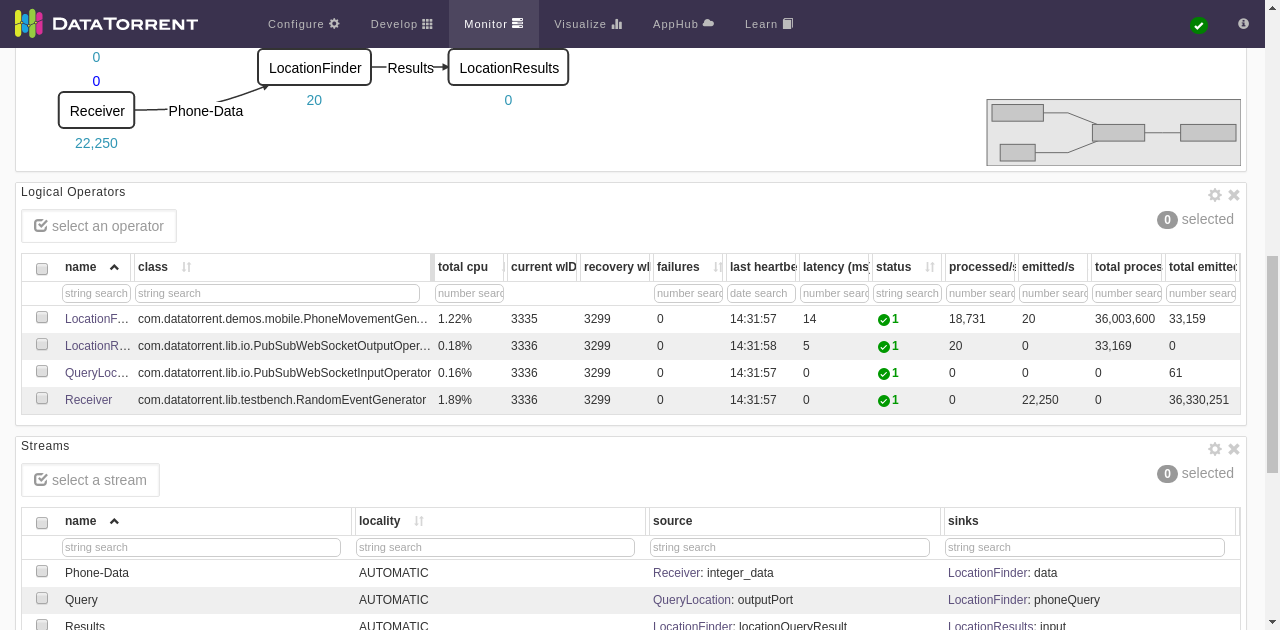 DATATORRENT Configure Develop Monitor Visualize AppHub Learn
0
0
LocationFinder Results LocationResults
20 0
Receiver Phone-Data
22,250
Logical Operators
select an operator 0 selected
name class total cpu current wID recovery wI failures last heartbe latency (ms status processed/s emitted/s total proces total emitte
string search string search number searc number searc date search number searc string search number searc number searc number searc number searc
LocationF... com.datatorrent.demos.mobile.PhoneMovementGen... 1.22% 3335 3299 0 14:31:57 14 1 18,731 20 36,003,600 33,159
LocationR... com.datatorrent.lib.io.PubSubWebSocketOutputOper... 0.18% 3336 3299 0 14:31:58 5 1 20 0 33,169 0
QueryLoc... com.datatorrent.lib.io.PubSubWebSocketInputOperator 0.16% 3336 3299 0 14:31:57 0 1 0 0 0 61
Receiver com.datatorrent.lib.testbench.RandomEventGenerator 1.89% 3336 3299 0 14:31:57 0 1 0 22,250 0 36,330,251
Streams
select a stream 0 selected
name locality source sinks
string search string search string search string search
Phone-Data AUTOMATIC Receiver: integer_data LocationFinder: data
Query AUTOMATIC QueryLocation: outputPort LocationFinder: phoneQuery
Results AUTOMATIC LocationFinder: locationQueryResult LocationResults: input